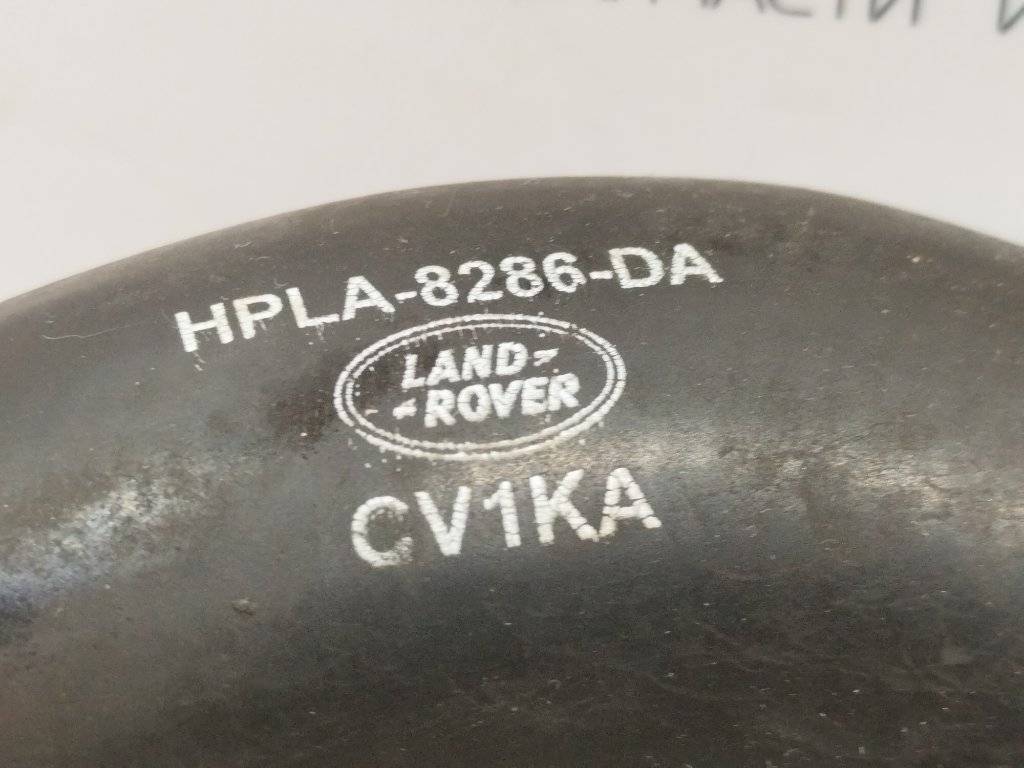 HPLA-8286-DA
LAND
ROVER
CV1KA